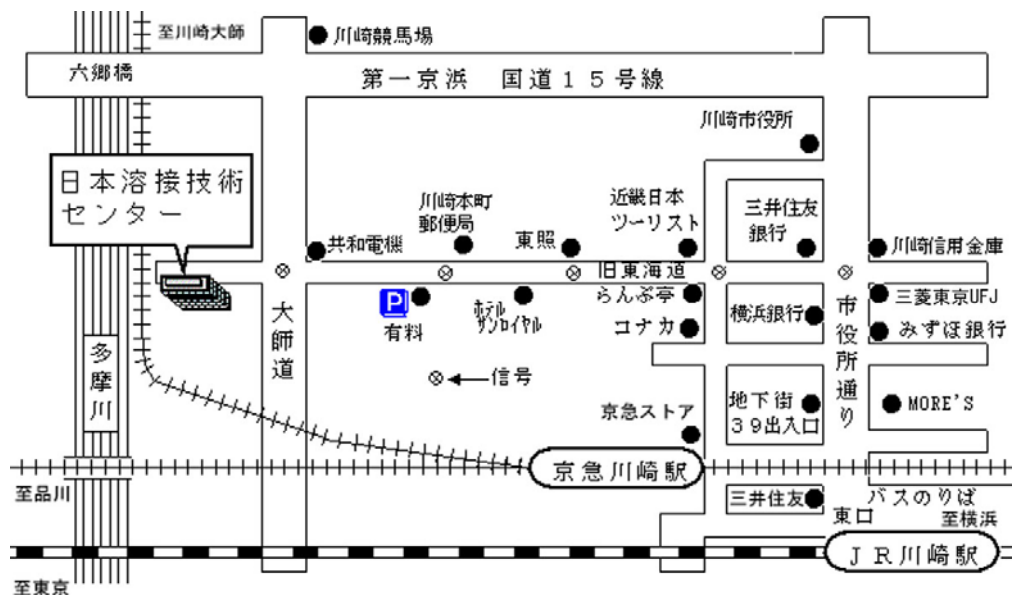 至川崎大師
川崎競馬場
六郷橋
第一京浜 国道15号線
川崎市役所
日本溶接技術
センター
川崎本町
郵便局
近畿日本
ツーリスト
三井住友
銀行
共和電機
東照
川崎信用金庫
旧東海道
P
有料
ホテル
サンロイヤル
らんぷ亭
コナカ
横浜銀行
三菱東京UFJ
みずほ銀行
大師道
市役所通り
多摩川
信号
京急ストア
地下街
39出入口
MORE'S
京急川崎駅
至品川
三井住友
バスのりば
東口
至横浜
JR川崎駅
至東京